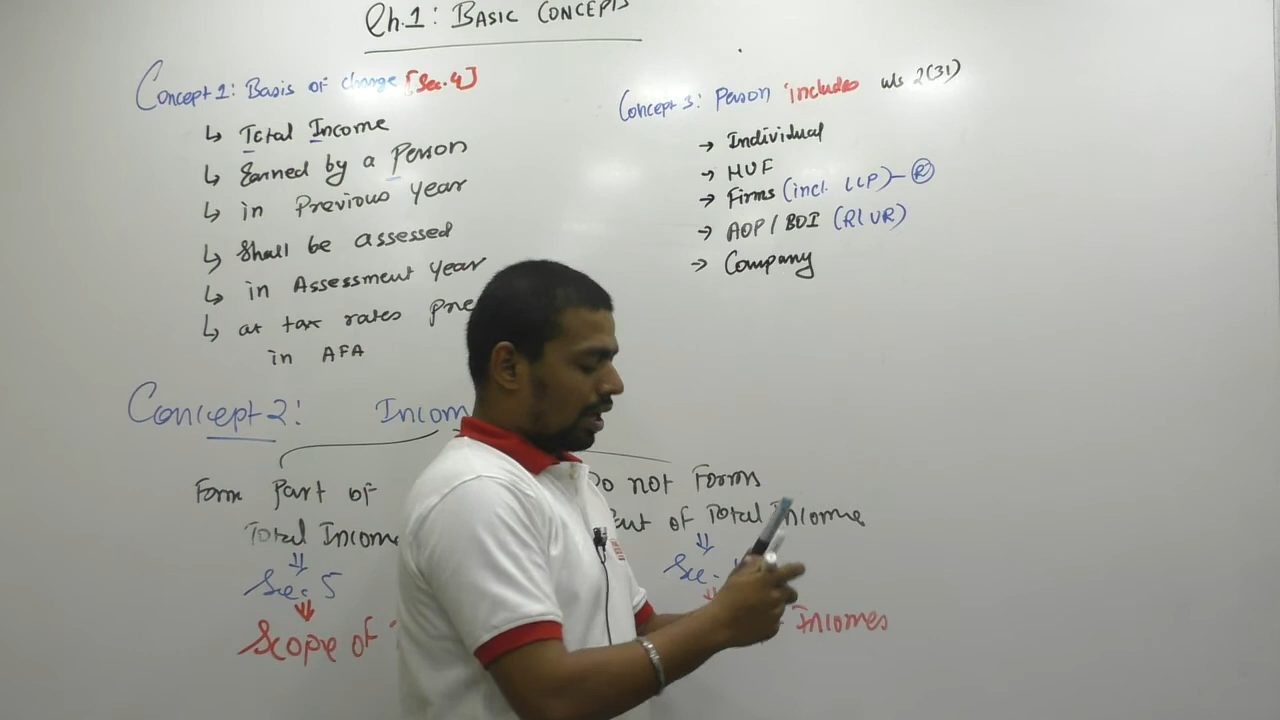 Ch.1: BASIC CONCEPTS
Concept 1: Basis of charge [Sec.4]
↳ Total Income
↳ Earned by a Person
↳ in Previous year
↳ Shall be assessed
↳ in Assessment year
↳ at tax rates
in AFA
Concept 2:
Form Part of
Total Income
Sec. 5
Scope of
Do not Forms
Part of Total Income
Sec.
Incomes
Concept 3: Person includes u/s 2(31)
→ Individual
→ HUF
→ Firms (incl. LLP) - R
→ AOP / BOI (R/UR)
→ Company